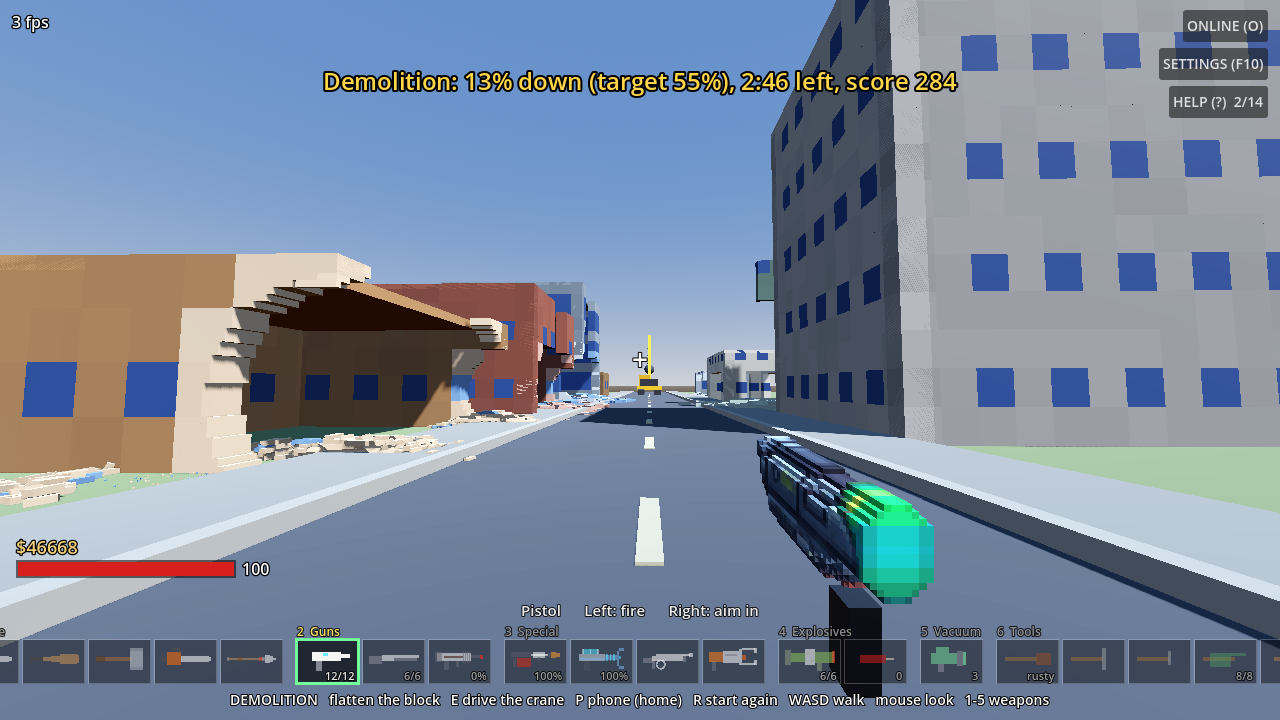 3 fps
ONLINE (O)
SETTINGS (F10)
HELP (?) 2/14
Demolition: 13% down (target 55%), 2:46 left, score 284
$46668
100
Pistol Left: fire Right: aim in
e 2 Guns 3 Special 4 Explosives 5 Vacuum 6 Tools
12/12 6/6 0% 100% 100% 6/6 0 3 rusty 8/8
DEMOLITION flatten the block E drive the crane P phone (home) R start again WASD walk mouse look 1-5 weapons